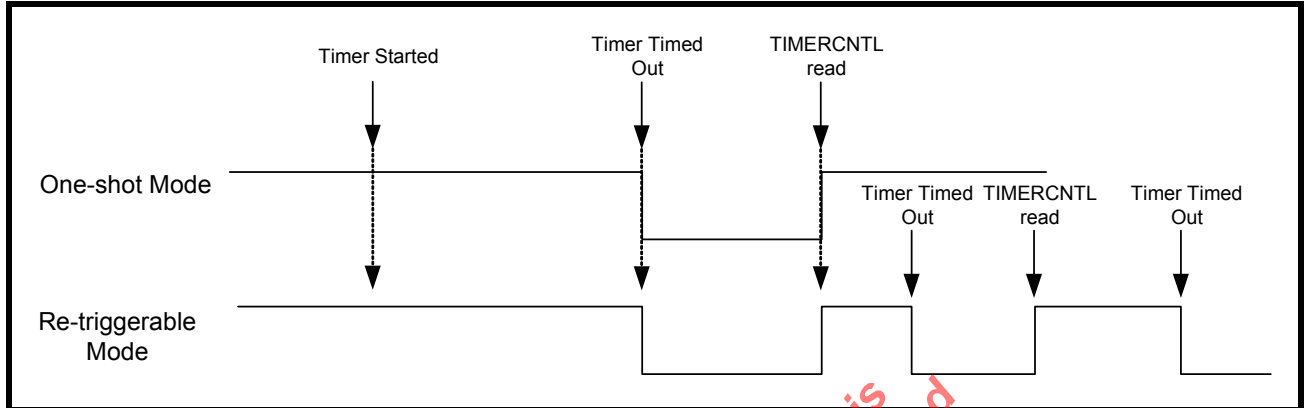 Timer Started
Timer Timed
Out
TIMERCNTL
read
One-shot Mode
Timer Timed
Out
TIMERCNTL
read
Timer Timed
Out
Re-triggerable
Mode